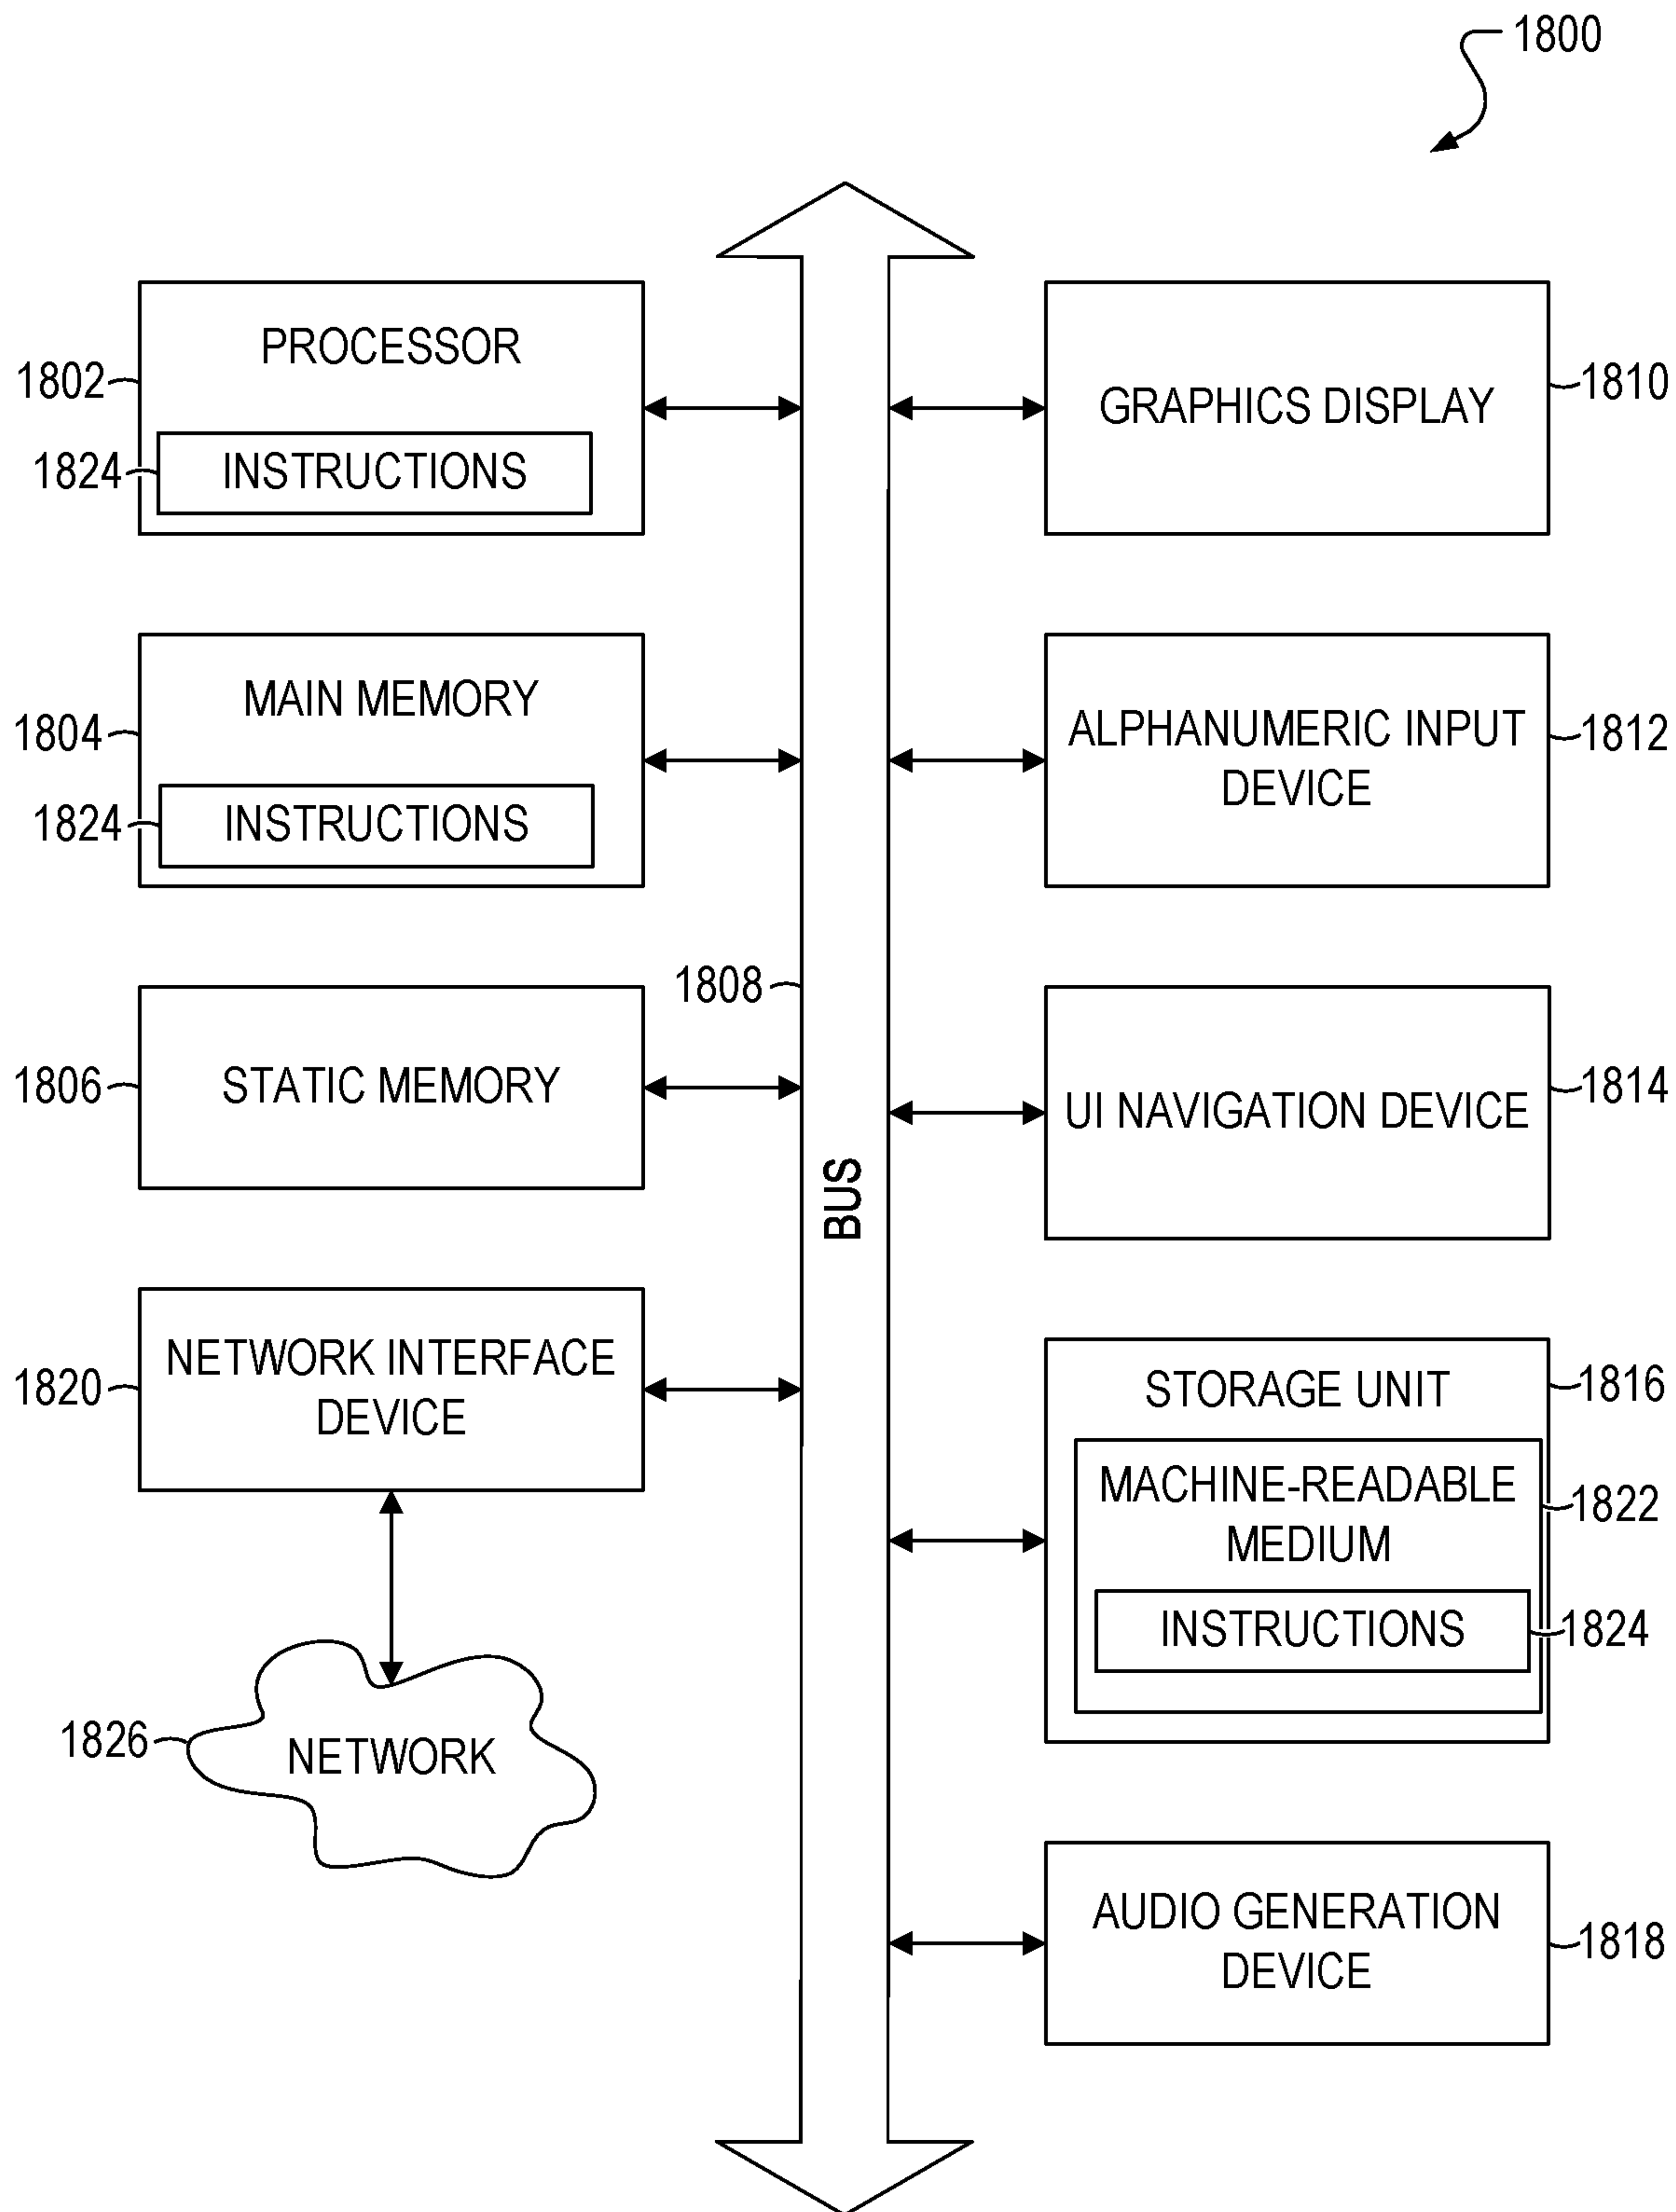 1800
PROCESSOR
1802
1824
INSTRUCTIONS
MAIN MEMORY
1804
1824
INSTRUCTIONS
1808
STATIC MEMORY
1806
BUS
NETWORK INTERFACE
DEVICE
1820
1826
NETWORK
GRAPHICS DISPLAY
1810
ALPHANUMERIC INPUT
DEVICE
1812
UI NAVIGATION DEVICE
1814
STORAGE UNIT
1816
MACHINE-READABLE
MEDIUM
1822
INSTRUCTIONS
1824
AUDIO GENERATION
DEVICE
1818